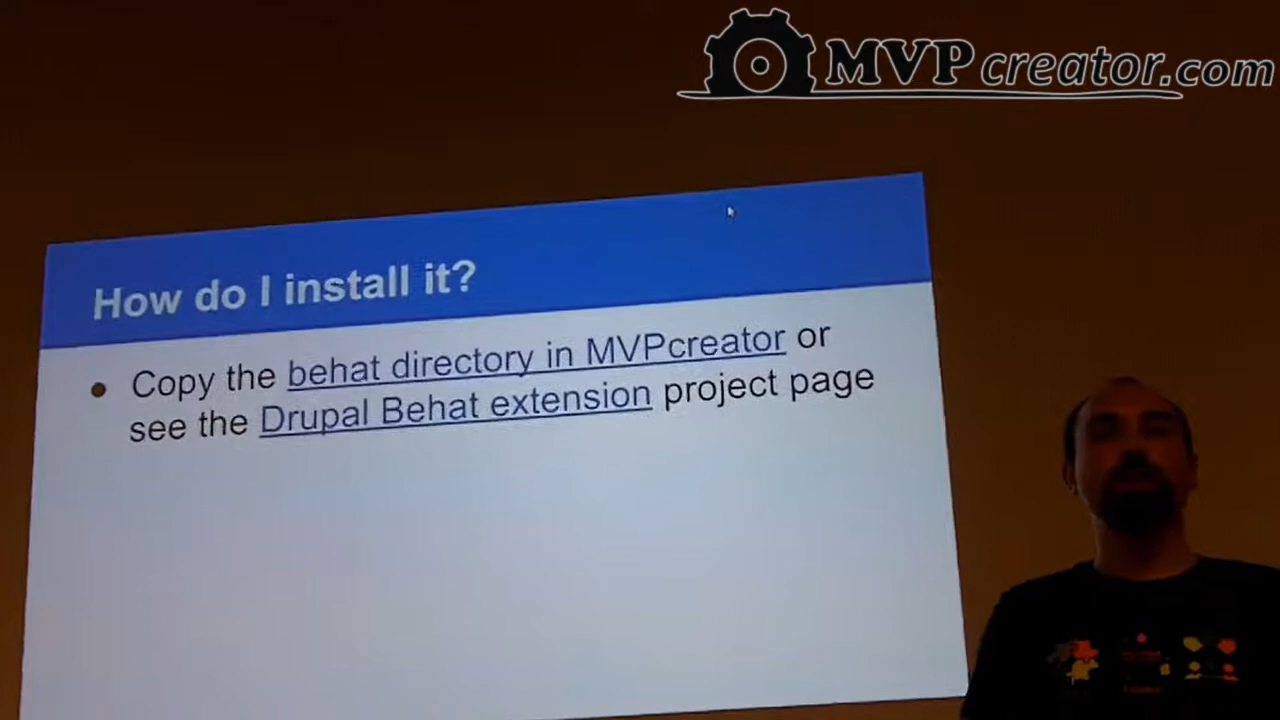 MVPcreator.com
How do I install it?
Copy the behat directory in MVPcreator or
see the Drupal Behat extension project page